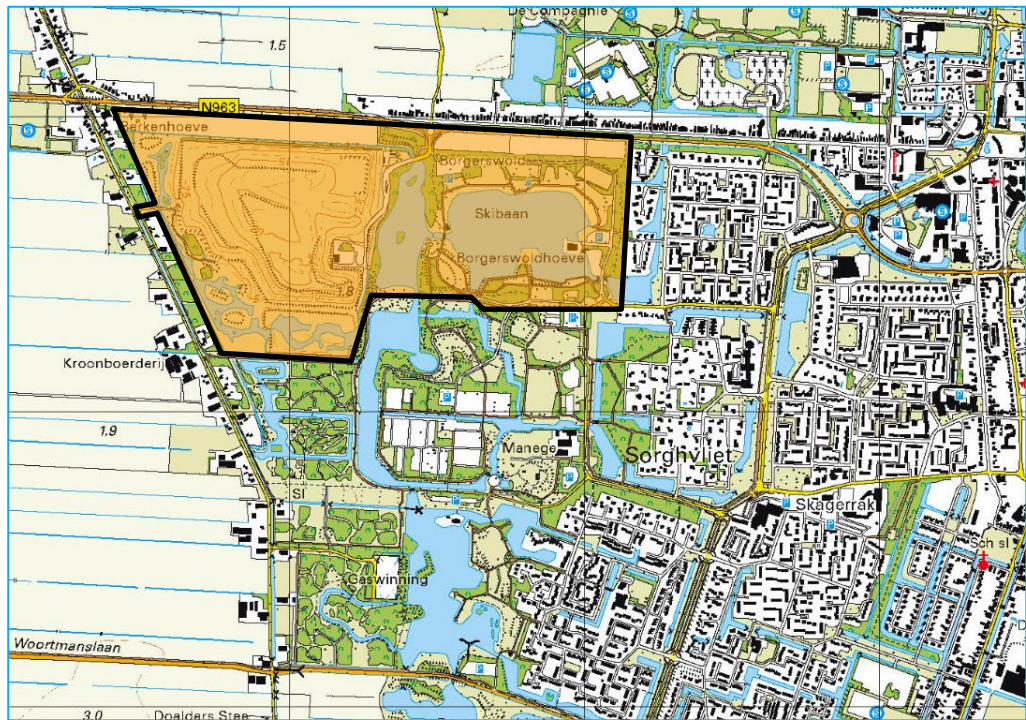 De Compagnie
1.5
N963
Berkenhoeve
Borgerswold
Skibaan
Borgerswoldhoeve
Kroonboerderij
1.9
Manege
Sorghvliet
Sl
Skagerrak
Sch sl
Gaswinning
Woortmanslaan
3.0
Doalders Stee